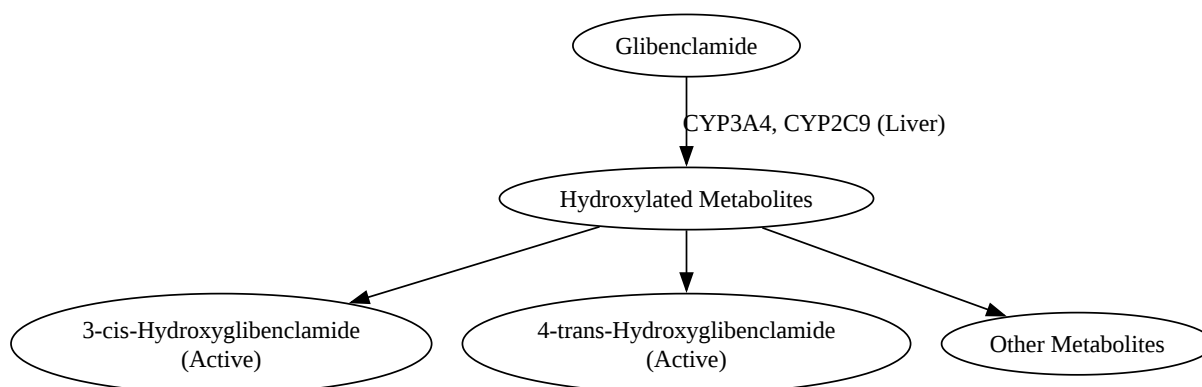 Glibenclamide
CYP3A4, CYP2C9 (Liver)
Hydroxylated Metabolites
3-cis-Hydroxyglibenclamide
(Active)
4-trans-Hydroxyglibenclamide
(Active)
Other Metabolites